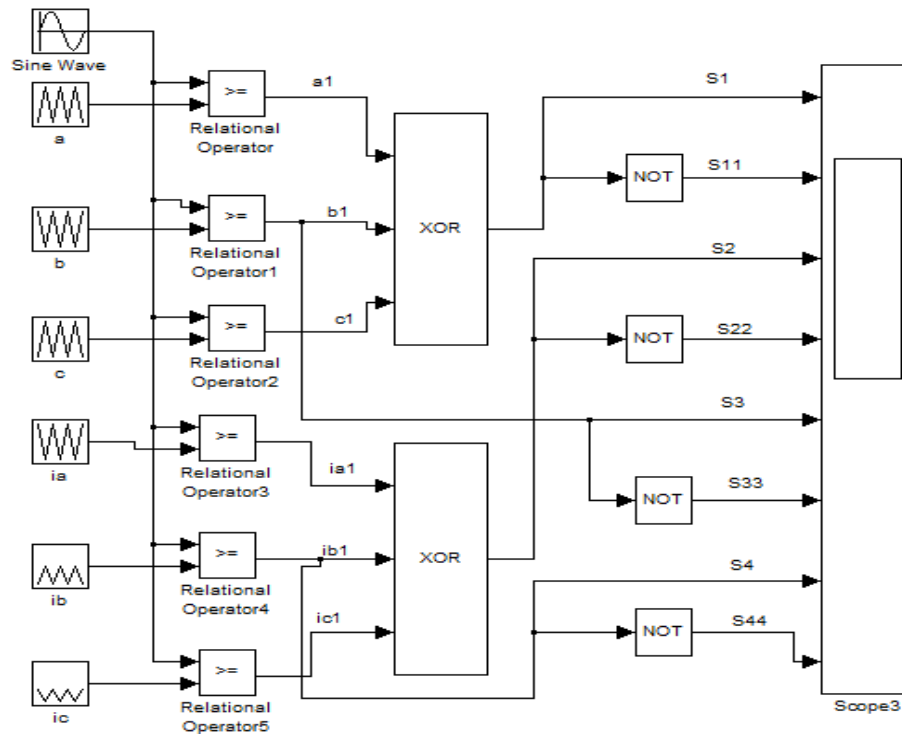 Sine Wave
a
>=
Relational
Operator
a1
b
>=
Relational
Operator1
b1
c
>=
Relational
Operator2
c1
XOR
ia
>=
Relational
Operator3
ia1
ib
>=
Relational
Operator4
ib1
ic
>=
Relational
Operator5
ic1
XOR
S1
NOT
S11
S2
NOT
S22
S3
NOT
S33
S4
NOT
S44
Scope3